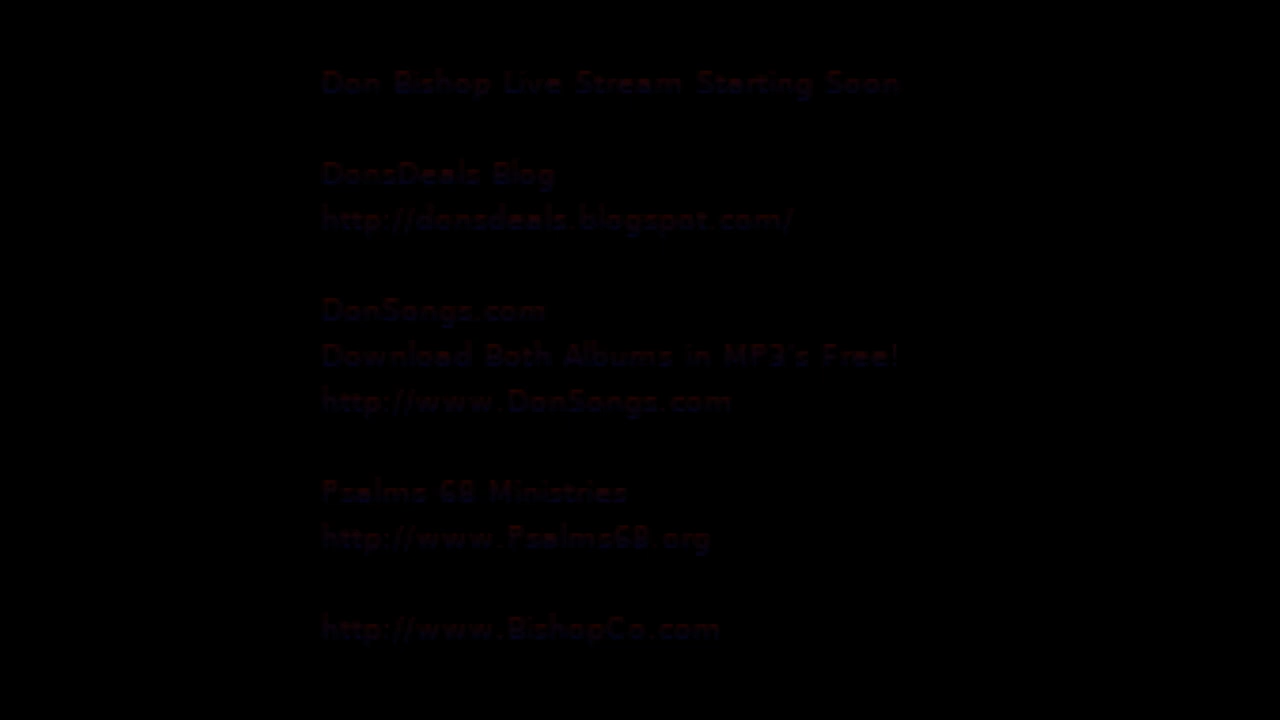 Don Bishop Live Stream Starting Soon
DonsDeals Blog
http://donsdeals.blogspot.com/
DonSongs.com
Download Both Albums in MP3's Free!
http://www.DonSongs.com
Psalms 68 Ministries
http://www.Psalms68.org
http://www.BishopCo.com